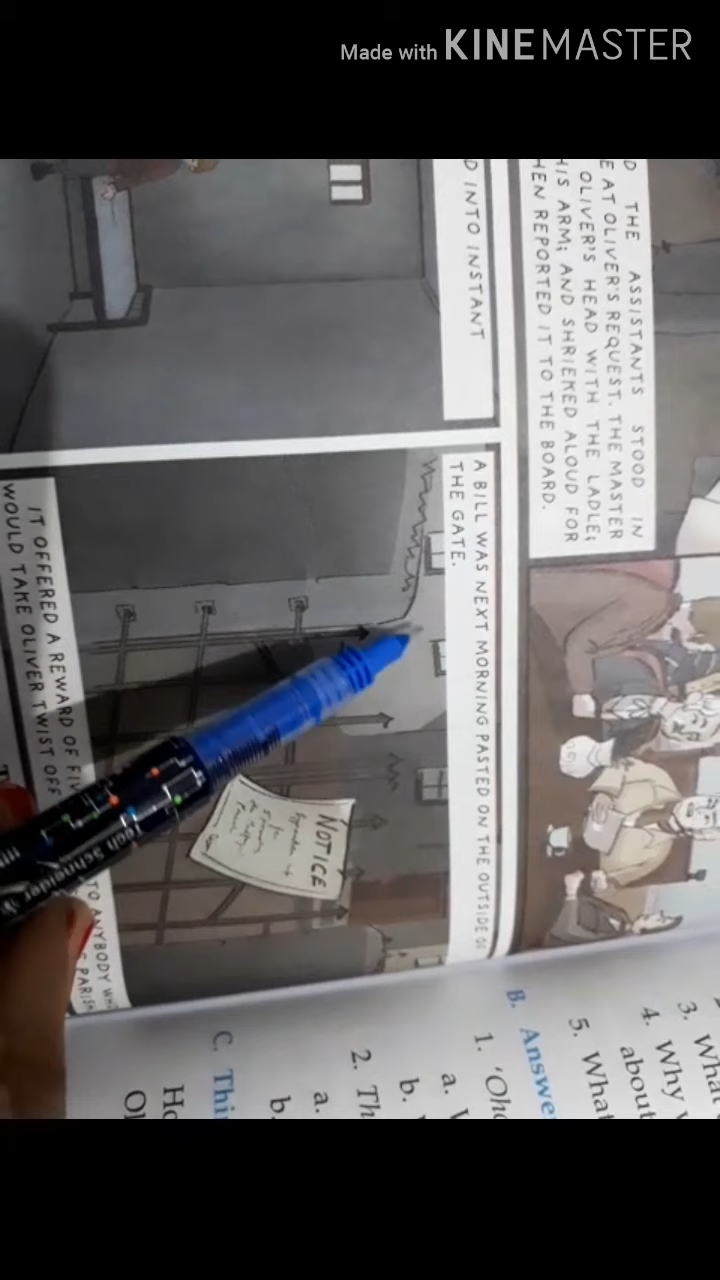 Made with KINEMASTER
D THE ASSISTANTS STOOD IN
E AT OLIVER'S REQUEST. THE MASTER
OLIVER'S HEAD WITH THE LADLE;
HIS ARM; AND SHRIEKED ALOUD FOR
HEN REPORTED IT TO THE BOARD.
D INTO INSTANT
A BILL WAS NEXT MORNING PASTED ON THE OUTSIDE OF
THE GATE.
NOTICE
IT OFFERED A REWARD OF FIV
TO ANYBODY WH
WOULD TAKE OLIVER TWIST OFF
PARISH
schneider
3. What
4. Why
about
5. What
B. Answe
1. 'Oh
a.
b.
2. Th
a.
b.
C. Thi
Ho
Ol